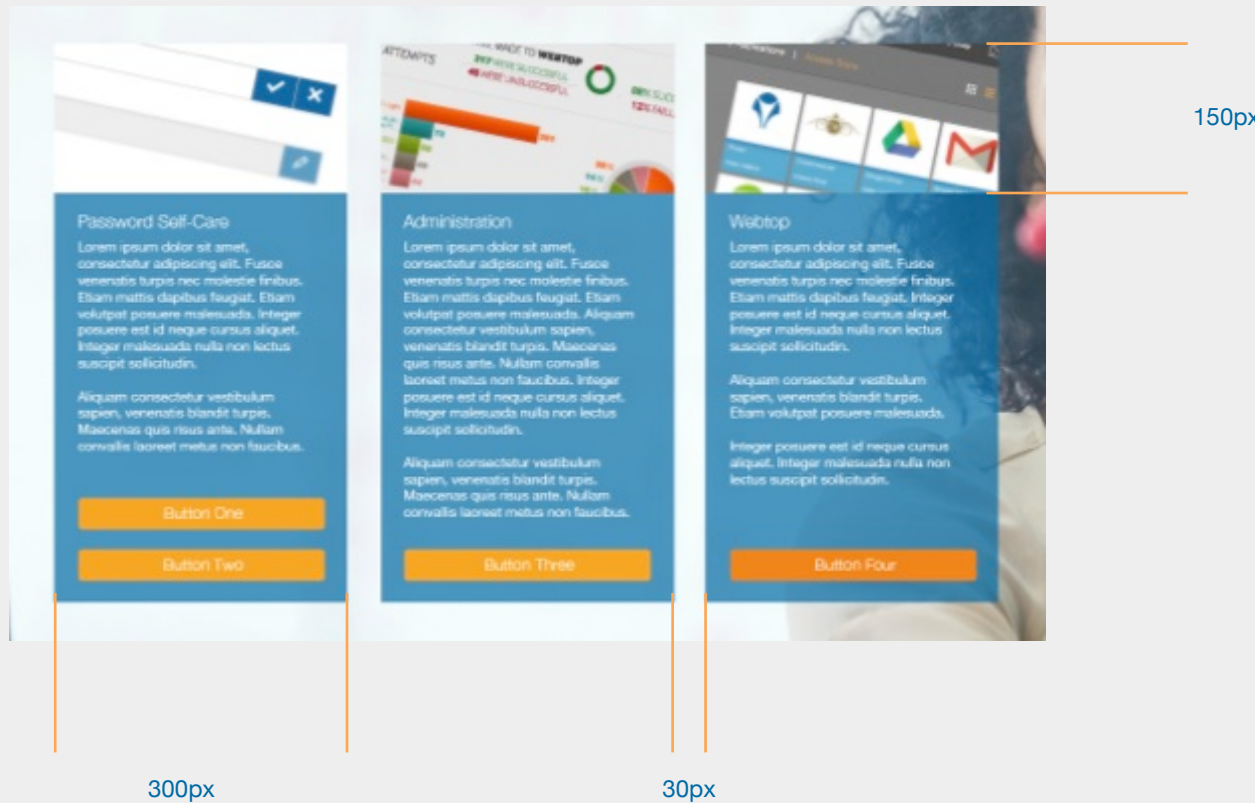 ATTEMPTS
MADE TO WEBTOP
WERE SUCCESSFUL
WERE UNSUCCESSFUL
150px
Password Self-Care
Lorem ipsum dolor sit amet,
consectetur adipiscing elit. Fusce
venenatis turpis nec molestie finibus.
Etiam mattis dapibus feugiat. Etiam
volutpat posuere malesuada. Integer
posuere est id neque cursus aliquet.
Integer malesuada nulla non lectus
suscipit sollicitudin.
Aliquam consectetur vestibulum
sapien, venenatis blandit turpis.
Maecenas quis risus ante. Nullam
convallis laoreet metus non faucibus.
Button One
Button Two
Administration
Lorem ipsum dolor sit amet,
consectetur adipiscing elit. Fusce
venenatis turpis nec molestie finibus.
Etiam mattis dapibus feugiat. Etiam
volutpat posuere malesuada. Aliquam
consectetur vestibulum sapien,
venenatis blandit turpis. Maecenas
quis risus ante. Nullam convallis
laoreet metus non faucibus. Integer
posuere est id neque cursus aliquet.
Integer malesuada nulla non lectus
suscipit sollicitudin.
Aliquam consectetur vestibulum
sapien, venenatis blandit turpis.
Maecenas quis risus ante. Nullam
convallis laoreet metus non faucibus.
Button Three
Webtop
Lorem ipsum dolor sit amet,
consectetur adipiscing elit. Fusce
venenatis turpis nec molestie finibus.
Etiam mattis dapibus feugiat. Integer
posuere est id neque cursus aliquet.
Integer malesuada nulla non lectus
suscipit sollicitudin.
Aliquam consectetur vestibulum
sapien, venenatis blandit turpis.
Etiam volutpat posuere malesuada.
Integer posuere est id neque cursus
aliquet. Integer malesuada nulla non
lectus suscipit sollicitudin.
Button Four
300px
30px